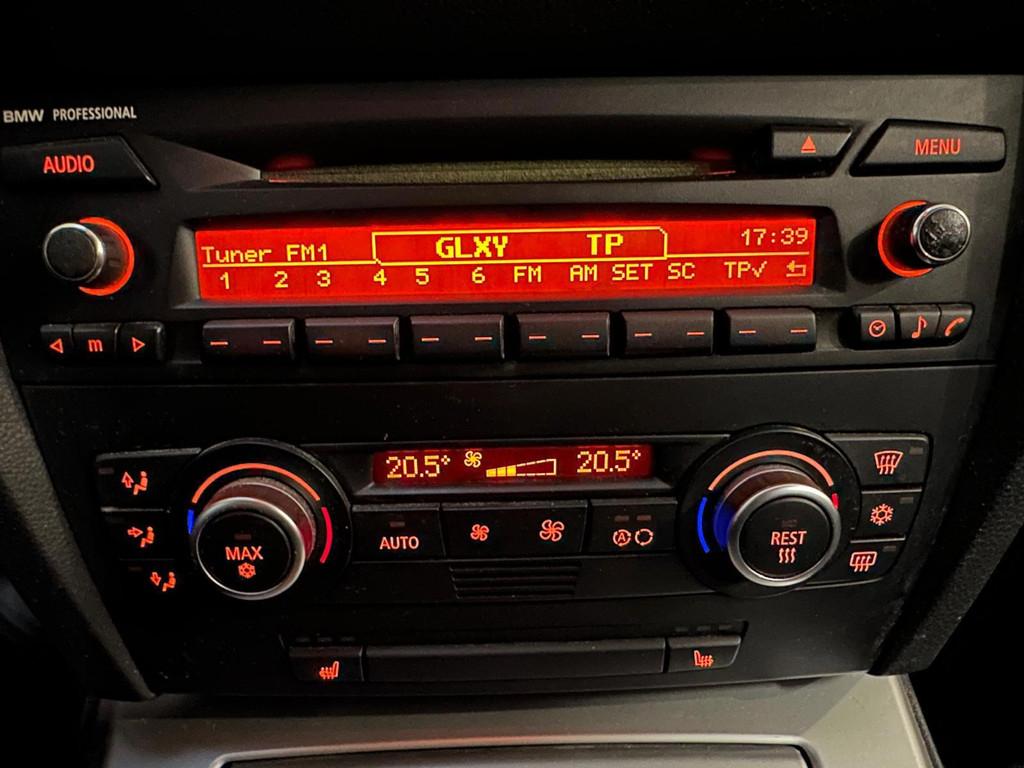 BMW PROFESSIONAL
AUDIO
MENU
Tuner FM1 GLXY TP 17:39
1 2 3 4 5 6 FM AM SET SC TP✓
m
20.5° 20.5°
MAX
AUTO
A
REST